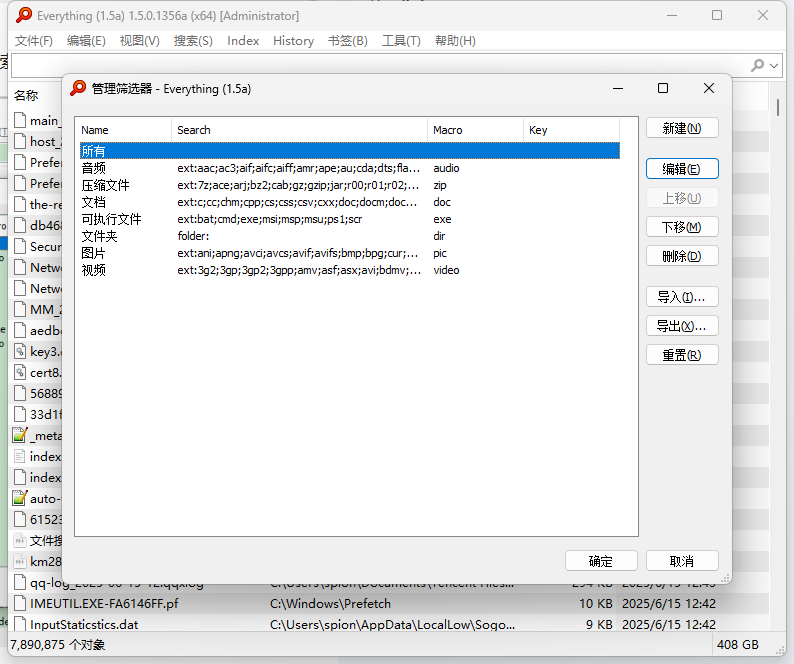 Everything (1.5a) 1.5.0.1356a (x64) [Administrator]
文件(F) 编辑(E) 视图(V) 搜索(S) Index History 书签(B) 工具(T) 帮助(H)
名称
管理筛选器 - Everything (1.5a)
Name Search Macro Key
所有
音频 ext:aac;ac3;aif;aifc;aiff;amr;ape;au;cda;dts;fla... audio
压缩文件 ext:7z;ace;arj;bz2;cab;gz;gzip;jar;r00;r01;r02;... zip
文档 ext:c;cc;chm;cpp;cs;css;csv;cxx;doc;docm;doc... doc
可执行文件 ext:bat;cmd;exe;msi;msp;msu;ps1;scr exe
文件夹 folder: dir
图片 ext:ani;apng;avci;avcs;avif;avifs;bmp;bpg;cur;... pic
视频 ext:3g2;3gp;3gp2;3gpp;amv;asf;asx;avi;bdmv;... video
新建(N)
编辑(E)
上移(U)
下移(M)
删除(D)
导入(I)...
导出(X)...
重置(R)
确定 取消
main_
host_
Prefer
Prefer
the-re
db468
Secur
Netw
Netw
MM_2
aedb
key3.
cert8.
56889
33d1f
_meta
index
index
auto-
61523
文件搜
km28
qq-log_2025-06-15-12.qqxlog C:\Users\spion\Documents\Tencent Files... 294 KB 2025/6/15 12:43
IMEUTIL.EXE-FA6146FF.pf C:\Windows\Prefetch 10 KB 2025/6/15 12:42
InputStaticstics.dat C:\Users\spion\AppData\LocalLow\Sogo... 9 KB 2025/6/15 12:42
7,890,875 个对象 408 GB